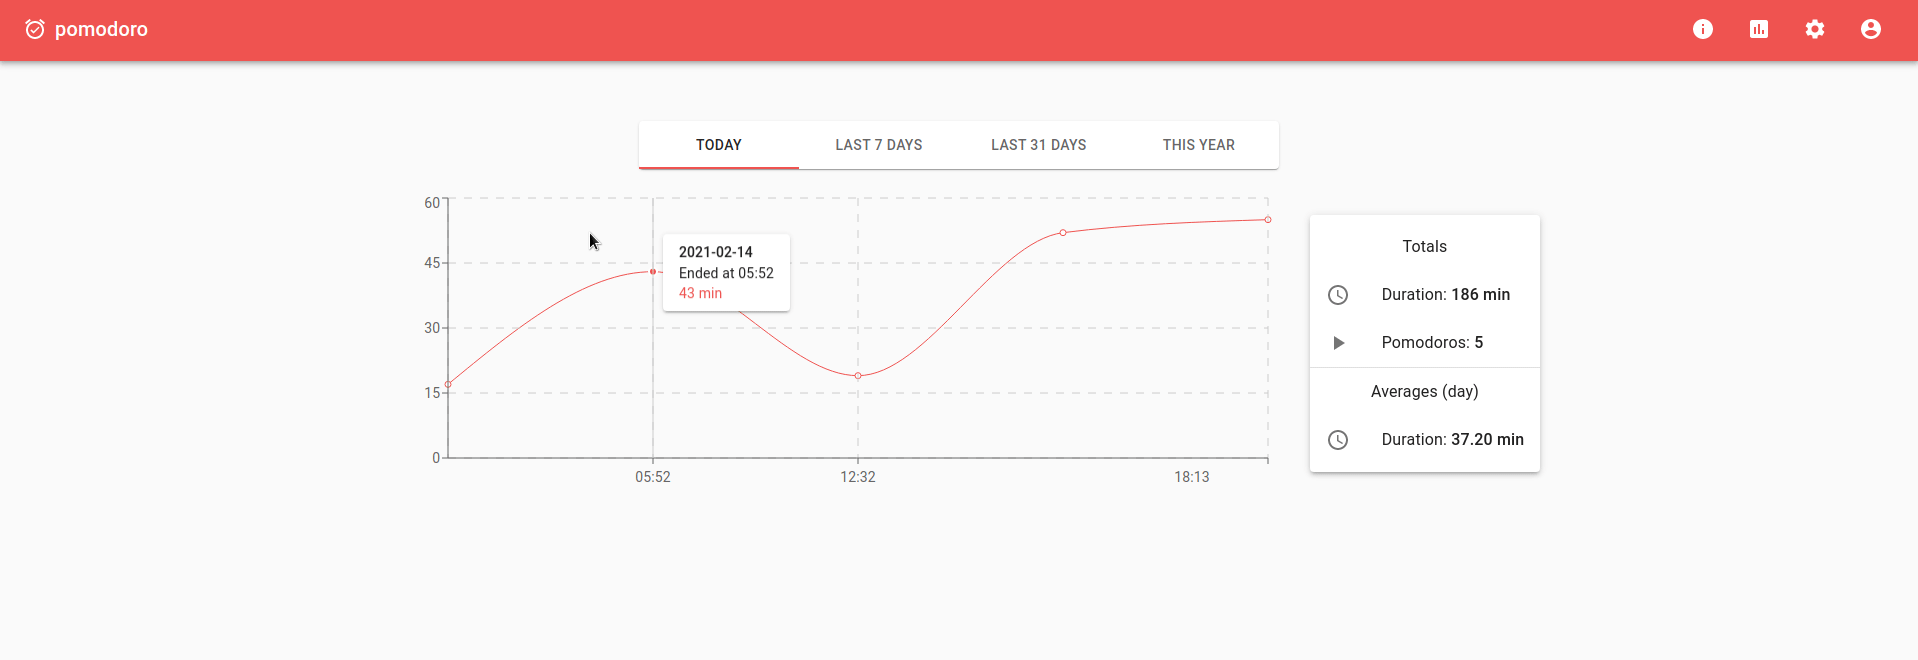 pomodoro
TODAY LAST 7 DAYS LAST 31 DAYS THIS YEAR
60
45
30
15
0
05:52 12:32 18:13
2021-02-14
Ended at 05:52
43 min
Totals
Duration: 186 min
Pomodoros: 5
Averages (day)
Duration: 37.20 min